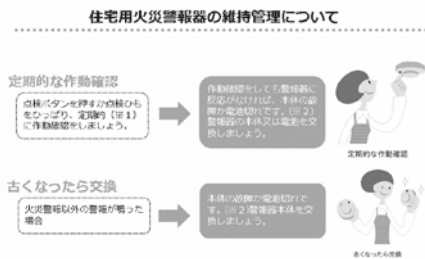 住宅用火災警報器の維持管理について
定期的な作動確認
点検ボタンを押すか点検ひも
をひっぱり、定期的（※1）
に作動確認をしましょう。
作動確認をしても警報器に
反応がなければ、本体の故
障か電池切れです。(※2)
警報器の本体又は電池を交
換しましょう。
定期的な作動確認
古くなったら交換
火災警報以外の警報が鳴った
場合
本体の故障か電池切れで
す。(※2)警報器本体を交
換しましょう。
古くなったら交換